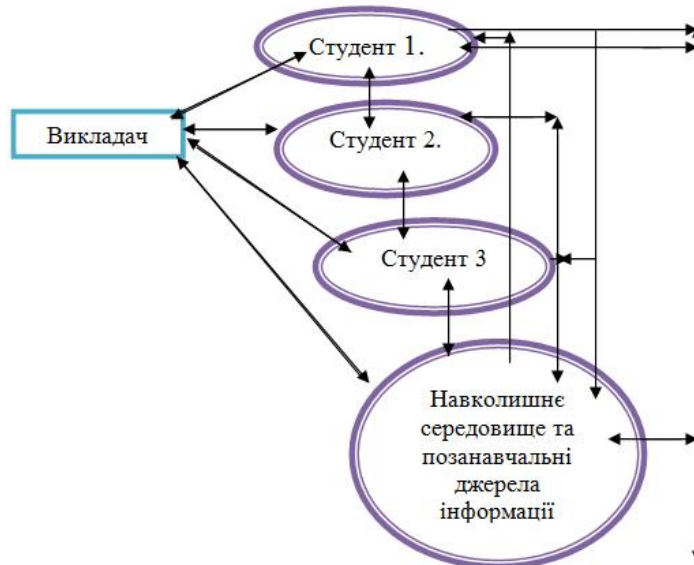 Студент 1.
Викладач
Студент 2.
Студент 3
Навколишнє
середовище та
позанавчальні
джерела
інформації